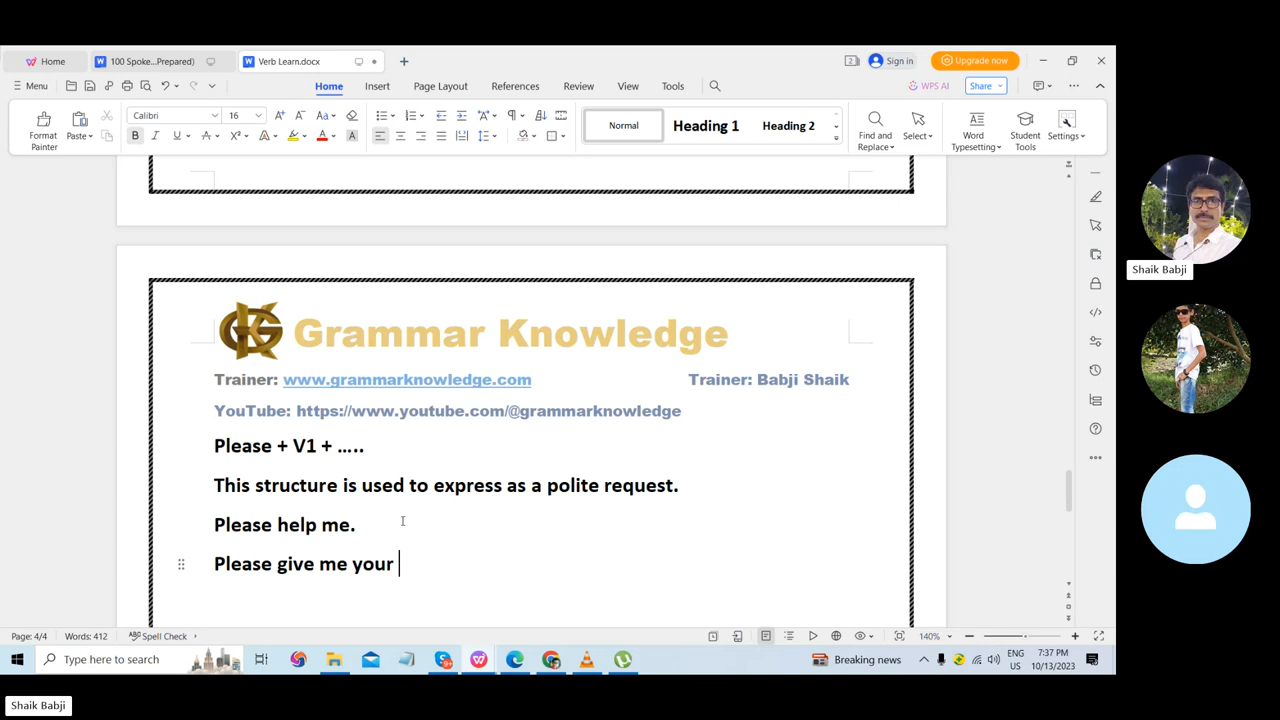 Home
100 Spoke...Prepared)
Verb Learn.docx
Sign in
Upgrade now
Menu
Home
Insert
Page Layout
References
Review
View
Tools
WPS AI
Share
Format Painter
Paste
Calibri
16
Normal
Heading 1
Heading 2
Find and Replace
Select
Word Typesetting
Student Tools
Settings
Grammar Knowledge
Trainer: www.grammarknowledge.com Trainer: Babji Shaik
YouTube: https://www.youtube.com/@grammarknowledge
Please + V1 + .....
This structure is used to express as a polite request.
Please help me.
Please give me your
Shaik Babji
Page: 4/4 Words: 412 Spell Check 140%
Type here to search
Breaking news
ENG US
7:37 PM
10/13/2023
Shaik Babji